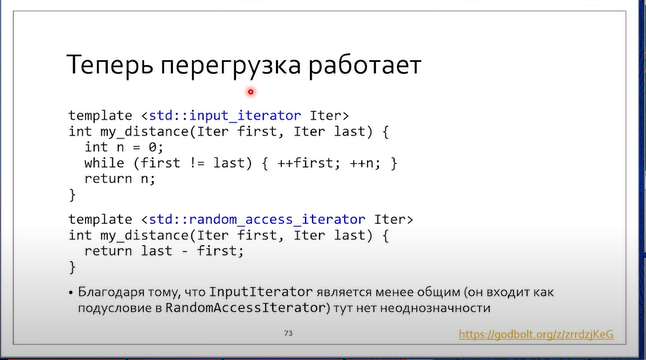 Теперь перегрузка работает
template <std::input_iterator Iter>
int my_distance(Iter first, Iter last) {
int n = 0;
while (first != last) { ++first; ++n; }
return n;
}
template <std::random_access_iterator Iter>
int my_distance(Iter first, Iter last) {
return last - first;
}
• Благодаря тому, что InputIterator является менее общим (он входит как
подусловие в RandomAccessIterator) тут нет неоднозначности
73
https://godbolt.org/z/zrrdzjKeG